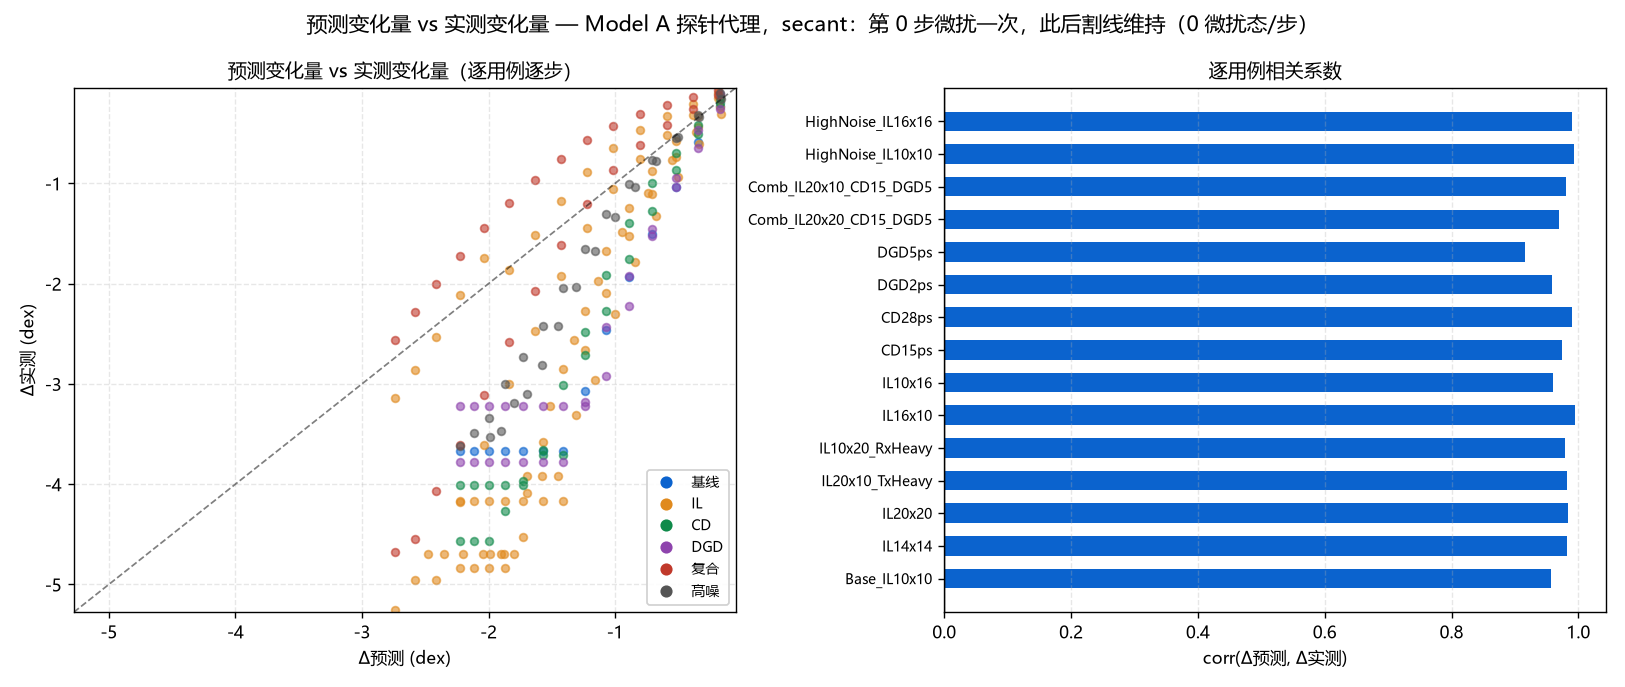 预测变化量 vs 实测变化量 — Model A 探针代理，secant：第 0 步微扰一次，此后割线维持（0 微扰态/步）
预测变化量 vs 实测变化量（逐用例逐步）
Δ实测 (dex)
-1
-2
-3
-4
-5
基线
IL
CD
DGD
复合
高噪
-5
-4
-3
-2
-1
Δ预测 (dex)
逐用例相关系数
HighNoise_IL16x16
HighNoise_IL10x10
Comb_IL20x10_CD15_DGD5
Comb_IL20x20_CD15_DGD5
DGD5ps
DGD2ps
CD28ps
CD15ps
IL10x16
IL16x10
IL10x20_RxHeavy
IL20x10_TxHeavy
IL20x20
IL14x14
Base_IL10x10
0.0
0.2
0.4
0.6
0.8
1.0
corr(Δ预测, Δ实测)